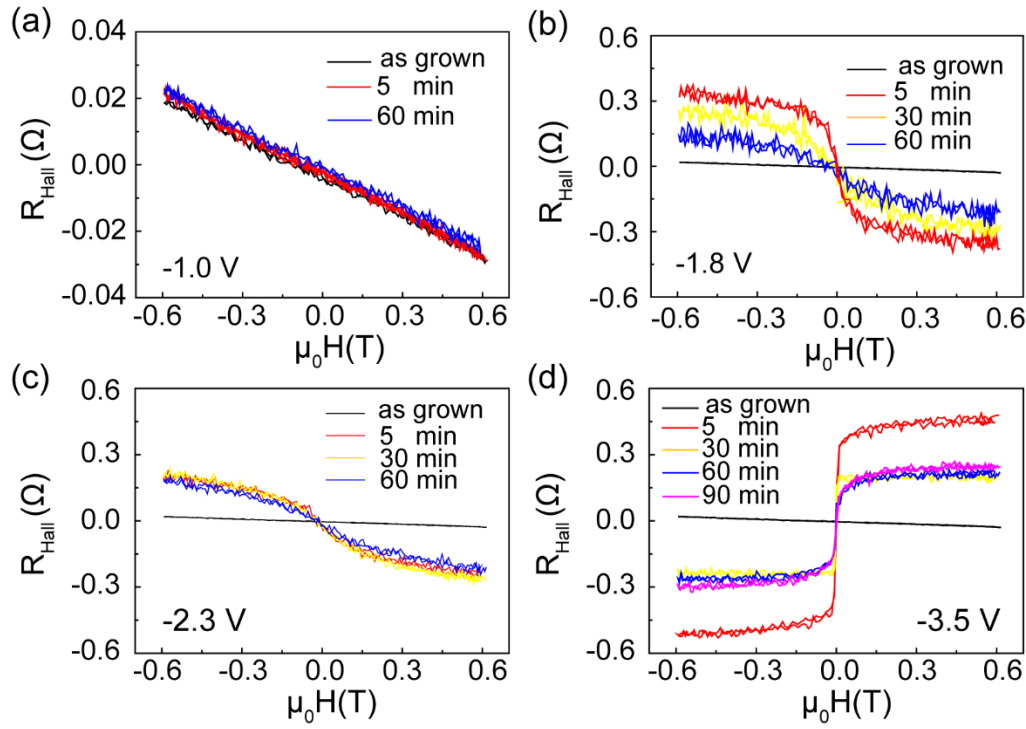 (a)
0.04
0.02
0.00
-0.02
-0.04
R_Hall(Ω)
as grown
5 min
60 min
-1.0 V
-0.6 -0.3 0.0 0.3 0.6
μ₀H(T)
(b)
0.6
0.3
0.0
-0.3
-0.6
R_Hall(Ω)
as grown
5 min
30 min
60 min
-1.8 V
-0.6 -0.3 0.0 0.3 0.6
μ₀H(T)
(c)
0.6
0.3
0.0
-0.3
-0.6
R_Hall(Ω)
as grown
5 min
30 min
60 min
-2.3 V
-0.6 -0.3 0.0 0.3 0.6
μ₀H(T)
(d)
0.6
0.3
0.0
-0.3
-0.6
R_Hall(Ω)
as grown
5 min
30 min
60 min
90 min
-3.5 V
-0.6 -0.3 0.0 0.3 0.6
μ₀H(T)